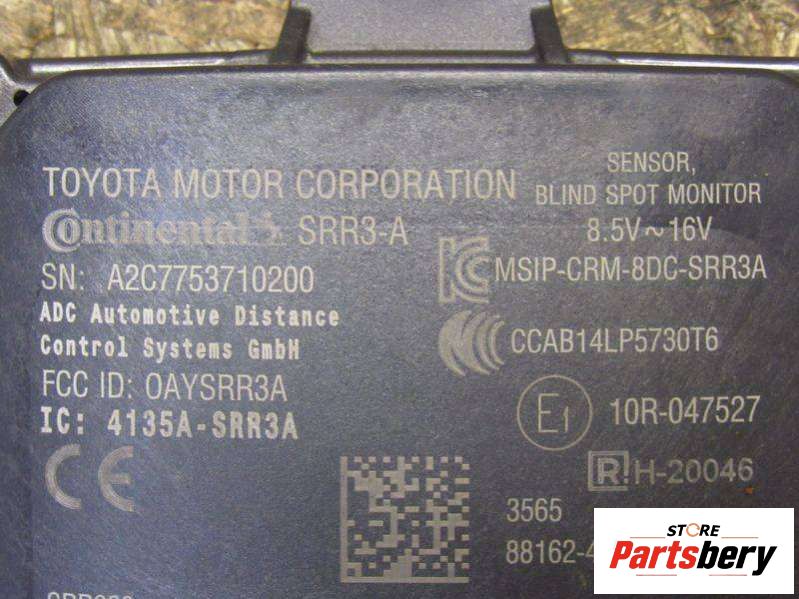 TOYOTA MOTOR CORPORATION
SENSOR,
BLIND SPOT MONITOR
Continental SRR3-A
8.5V~16V
SN: A2C7753710200
MSIP-CRM-8DC-SRR3A
ADC Automotive Distance
Control Systems GmbH
CCAB14LP5730T6
FCC ID: OAYSRR3A
IC: 4135A-SRR3A
E1 10R-047527
CE
R H-20046
3565
88162-4
STORE
Partsbery